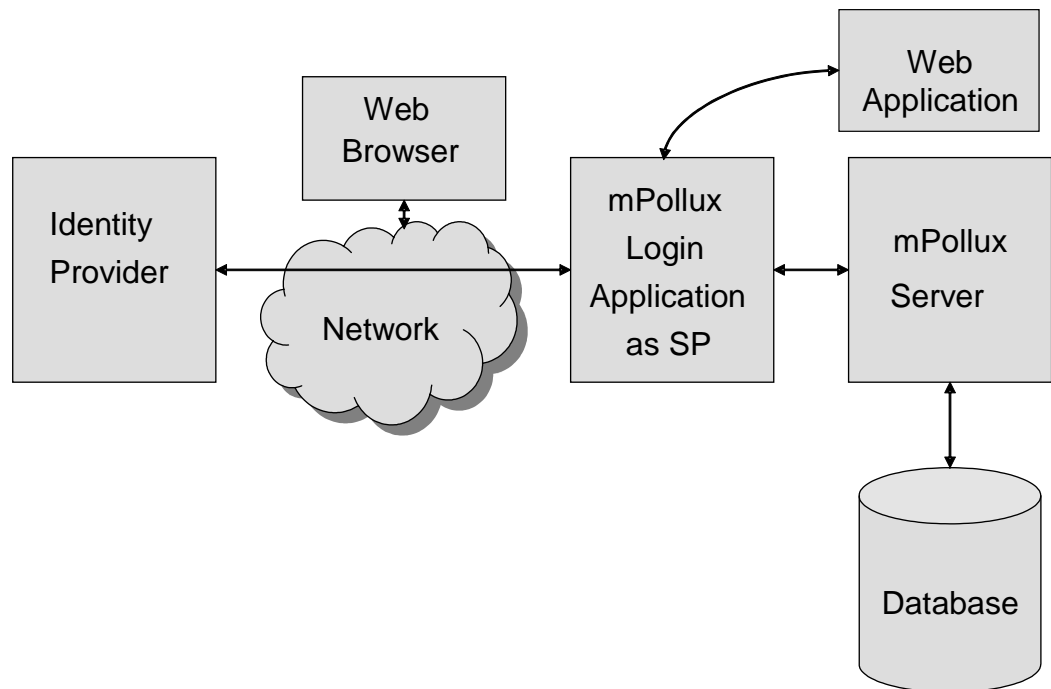 Web
Application
Web
Browser
Identity
Provider
mPollux
Login
Application
as SP
mPollux
Server
Network
Database